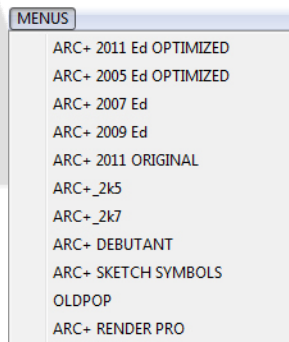 MENUS
ARC+ 2011 Ed OPTIMIZED
ARC+ 2005 Ed OPTIMIZED
ARC+ 2007 Ed
ARC+ 2009 Ed
ARC+ 2011 ORIGINAL
ARC+_2k5
ARC+_2k7
ARC+ DEBUTANT
ARC+ SKETCH SYMBOLS
OLDPOP
ARC+ RENDER PRO